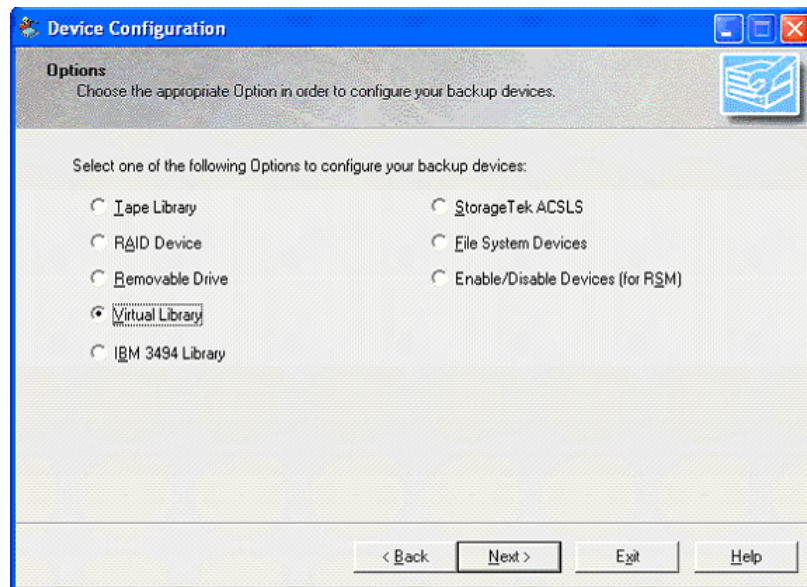 Device Configuration
Options
Choose the appropriate Option in order to configure your backup devices.
Select one of the following Options to configure your backup devices:
Tape Library
RAID Device
Removable Drive
Virtual Library
IBM 3494 Library
StorageTek ACSLS
File System Devices
Enable/Disable Devices (for RSM)
< Back
Next >
Exit
Help